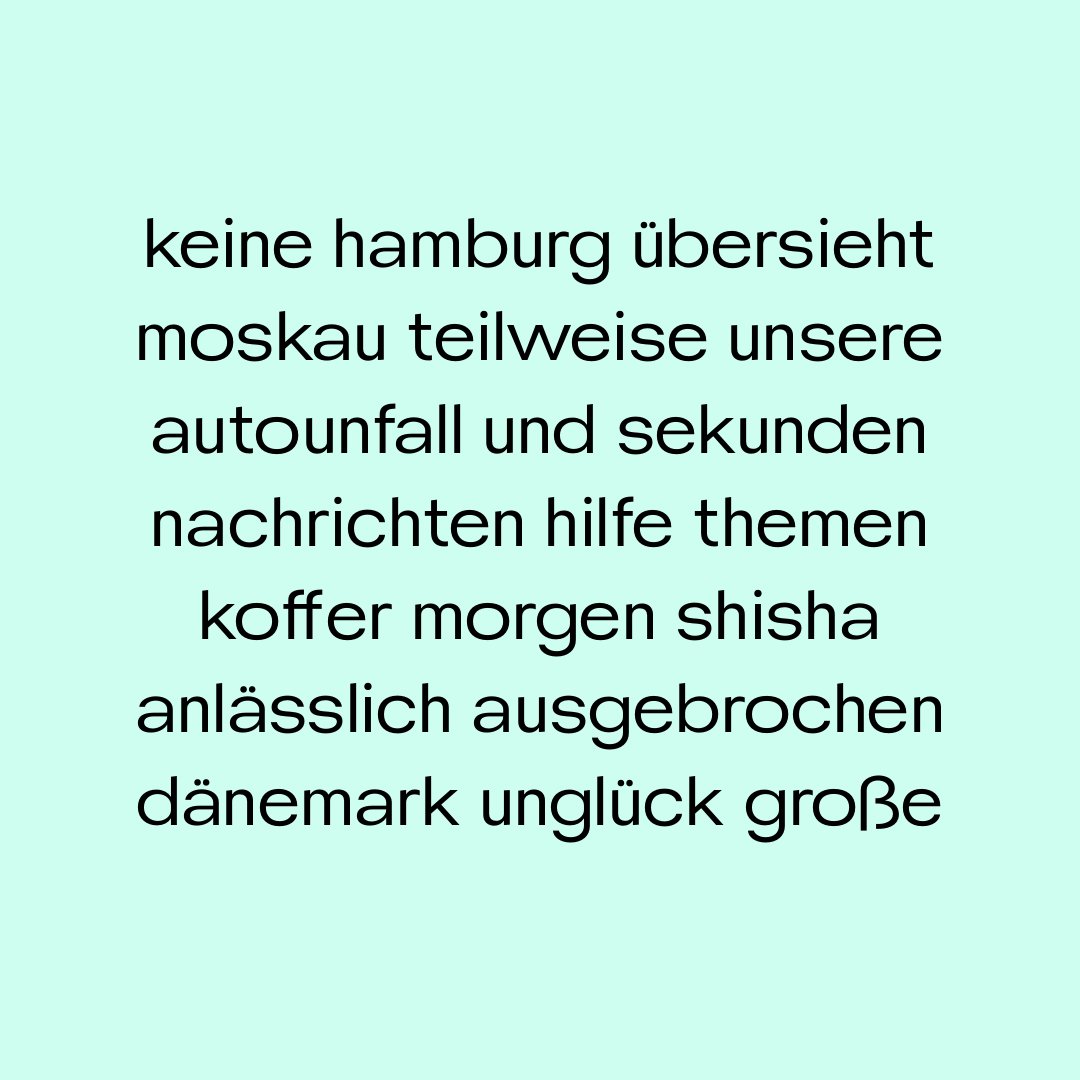 keine hamburg übersieht
moskau teilweise unsere
autounfall und sekunden
nachrichten hilfe themen
koffer morgen shisha
anlässlich ausgebrochen
dänemark unglück große